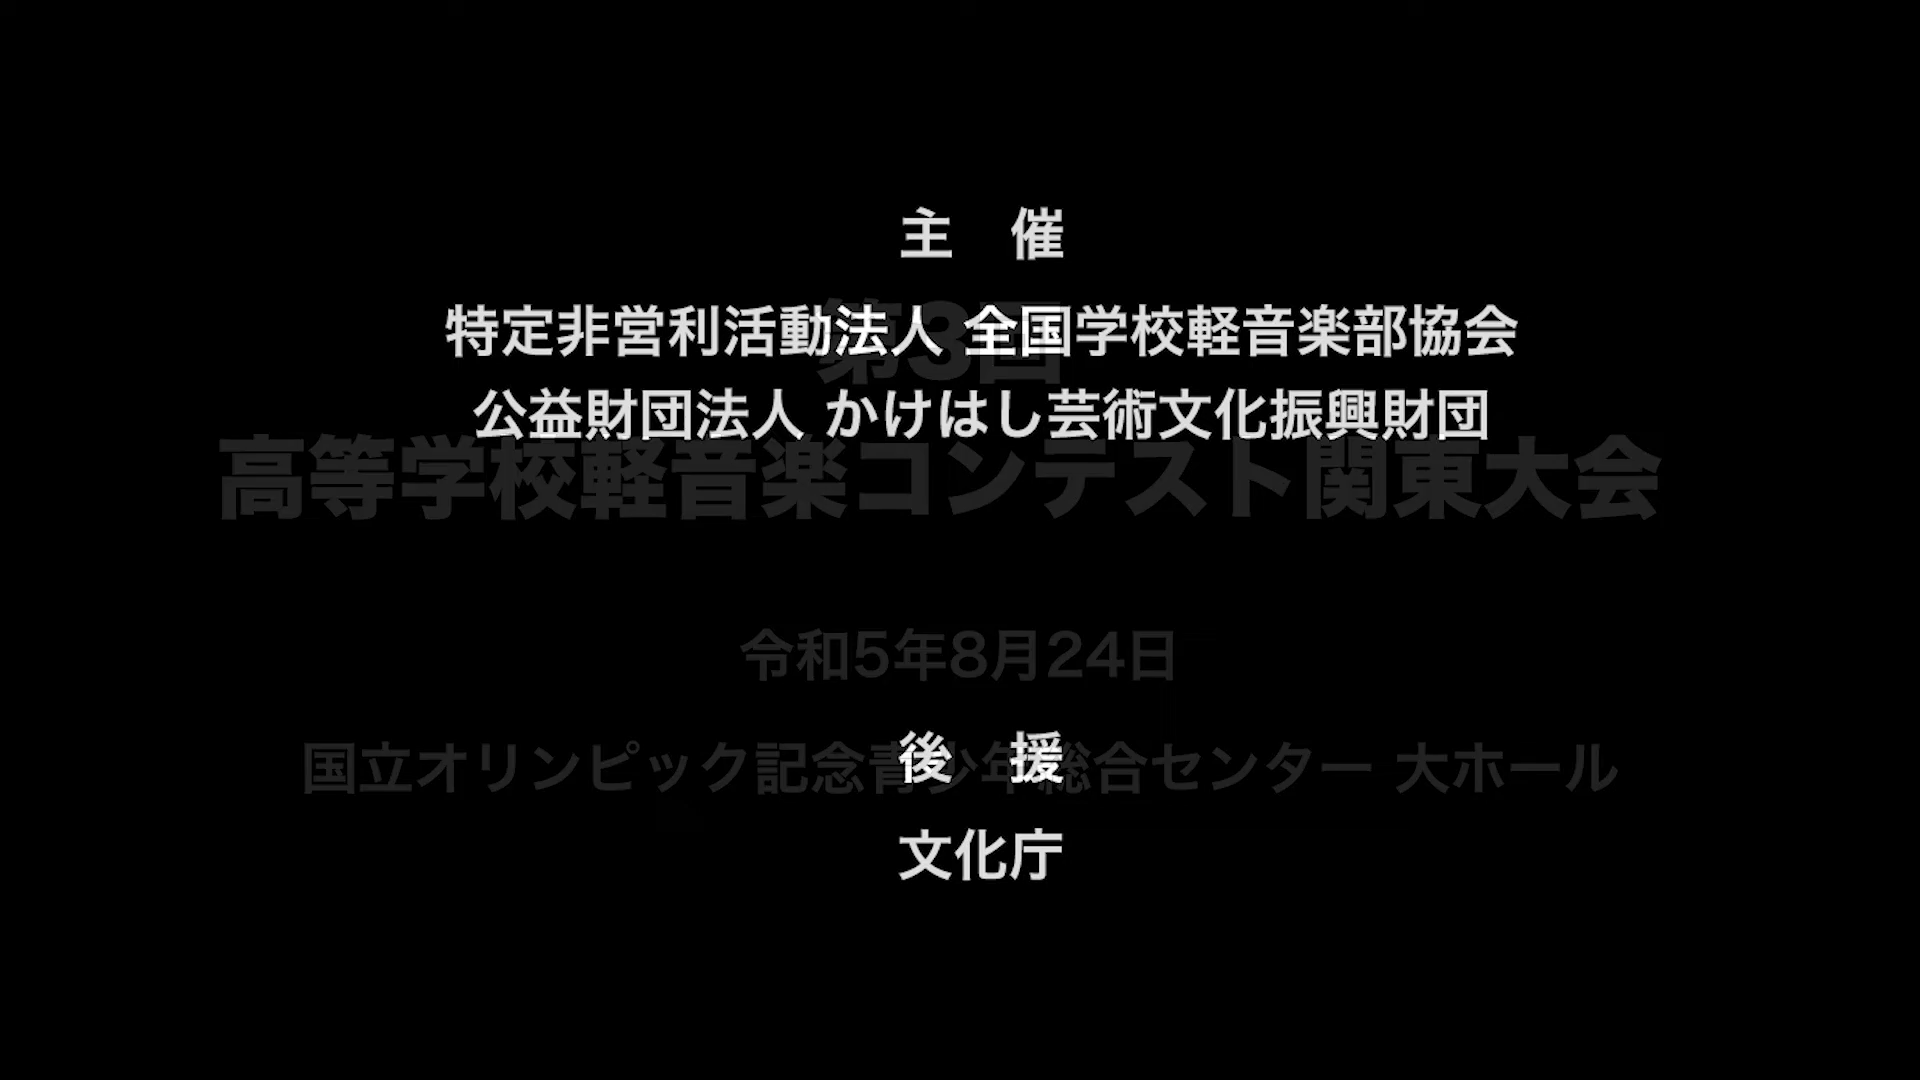 主　催
第3回
特定非営利活動法人 全国学校軽音楽部協会
公益財団法人 かけはし芸術文化振興財団
高等学校軽音楽コンテスト関東大会
令和5年8月24日
後　援
国立オリンピック記念青少年総合センター 大ホール
文化庁